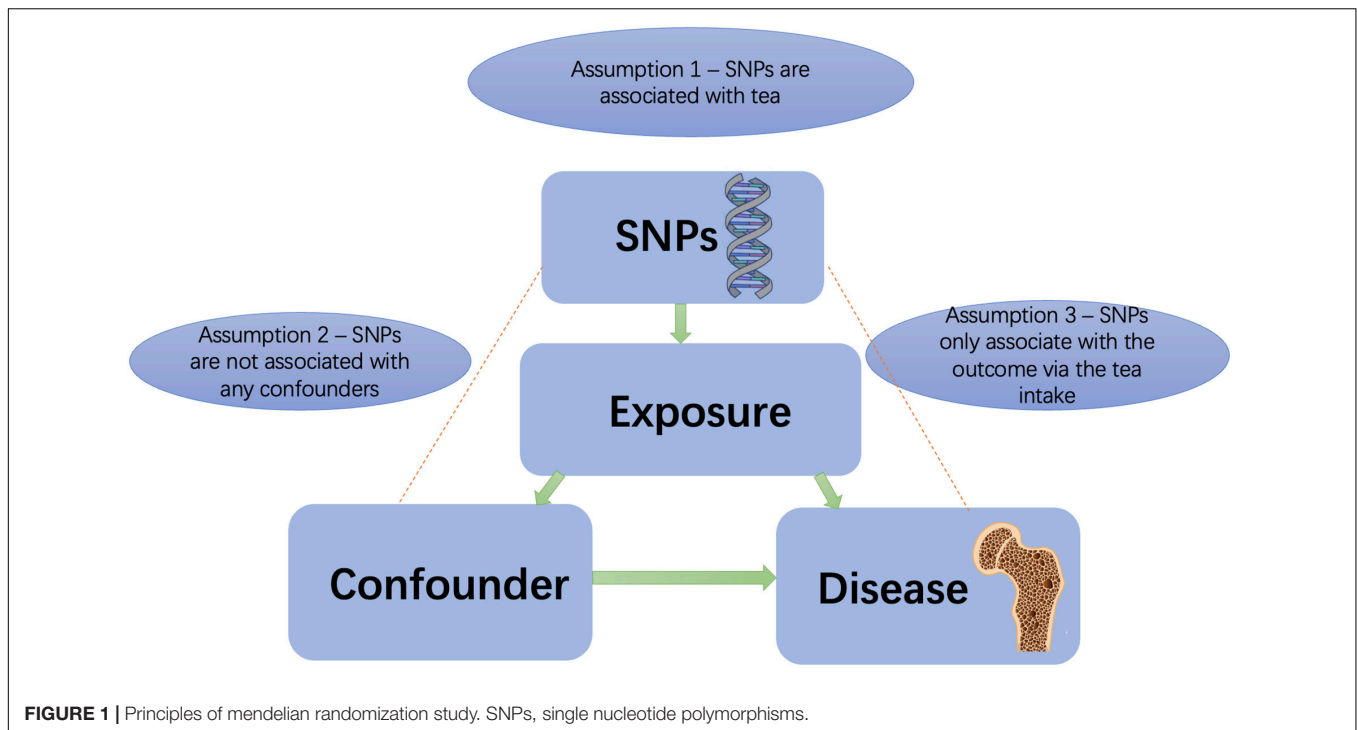 Assumption 1 – SNPs are
associated with tea
SNPs
Assumption 2 – SNPs
are not associated with
any confounders
Assumption 3 – SNPs
only associate with the
outcome via the tea
intake
Exposure
Confounder
Disease
FIGURE 1 | Principles of mendelian randomization study. SNPs, single nucleotide polymorphisms.